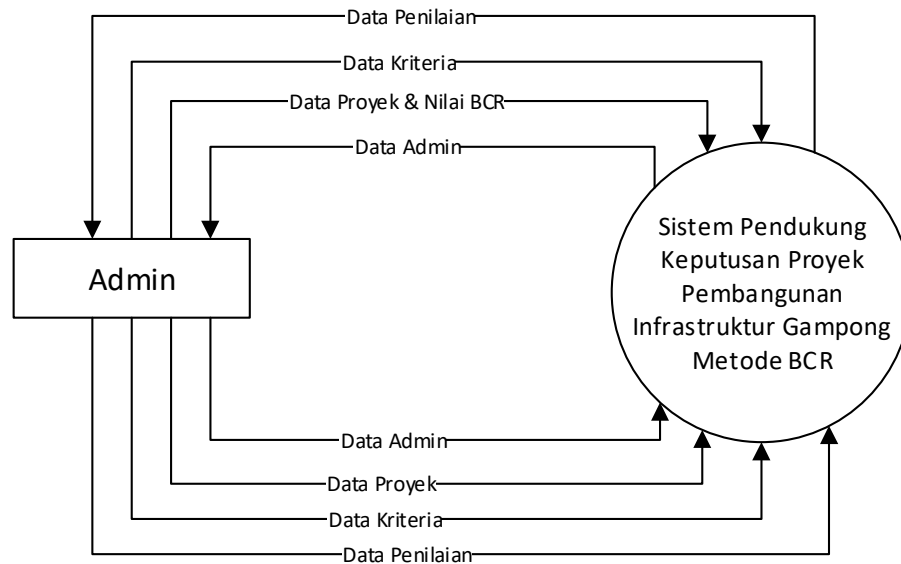 Data Penilaian
Data Kriteria
Data Proyek & Nilai BCR
Data Admin
Admin
Sistem Pendukung
Keputusan Proyek
Pembangunan
Infrastruktur Gampong
Metode BCR
Data Admin
Data Proyek
Data Kriteria
Data Penilaian